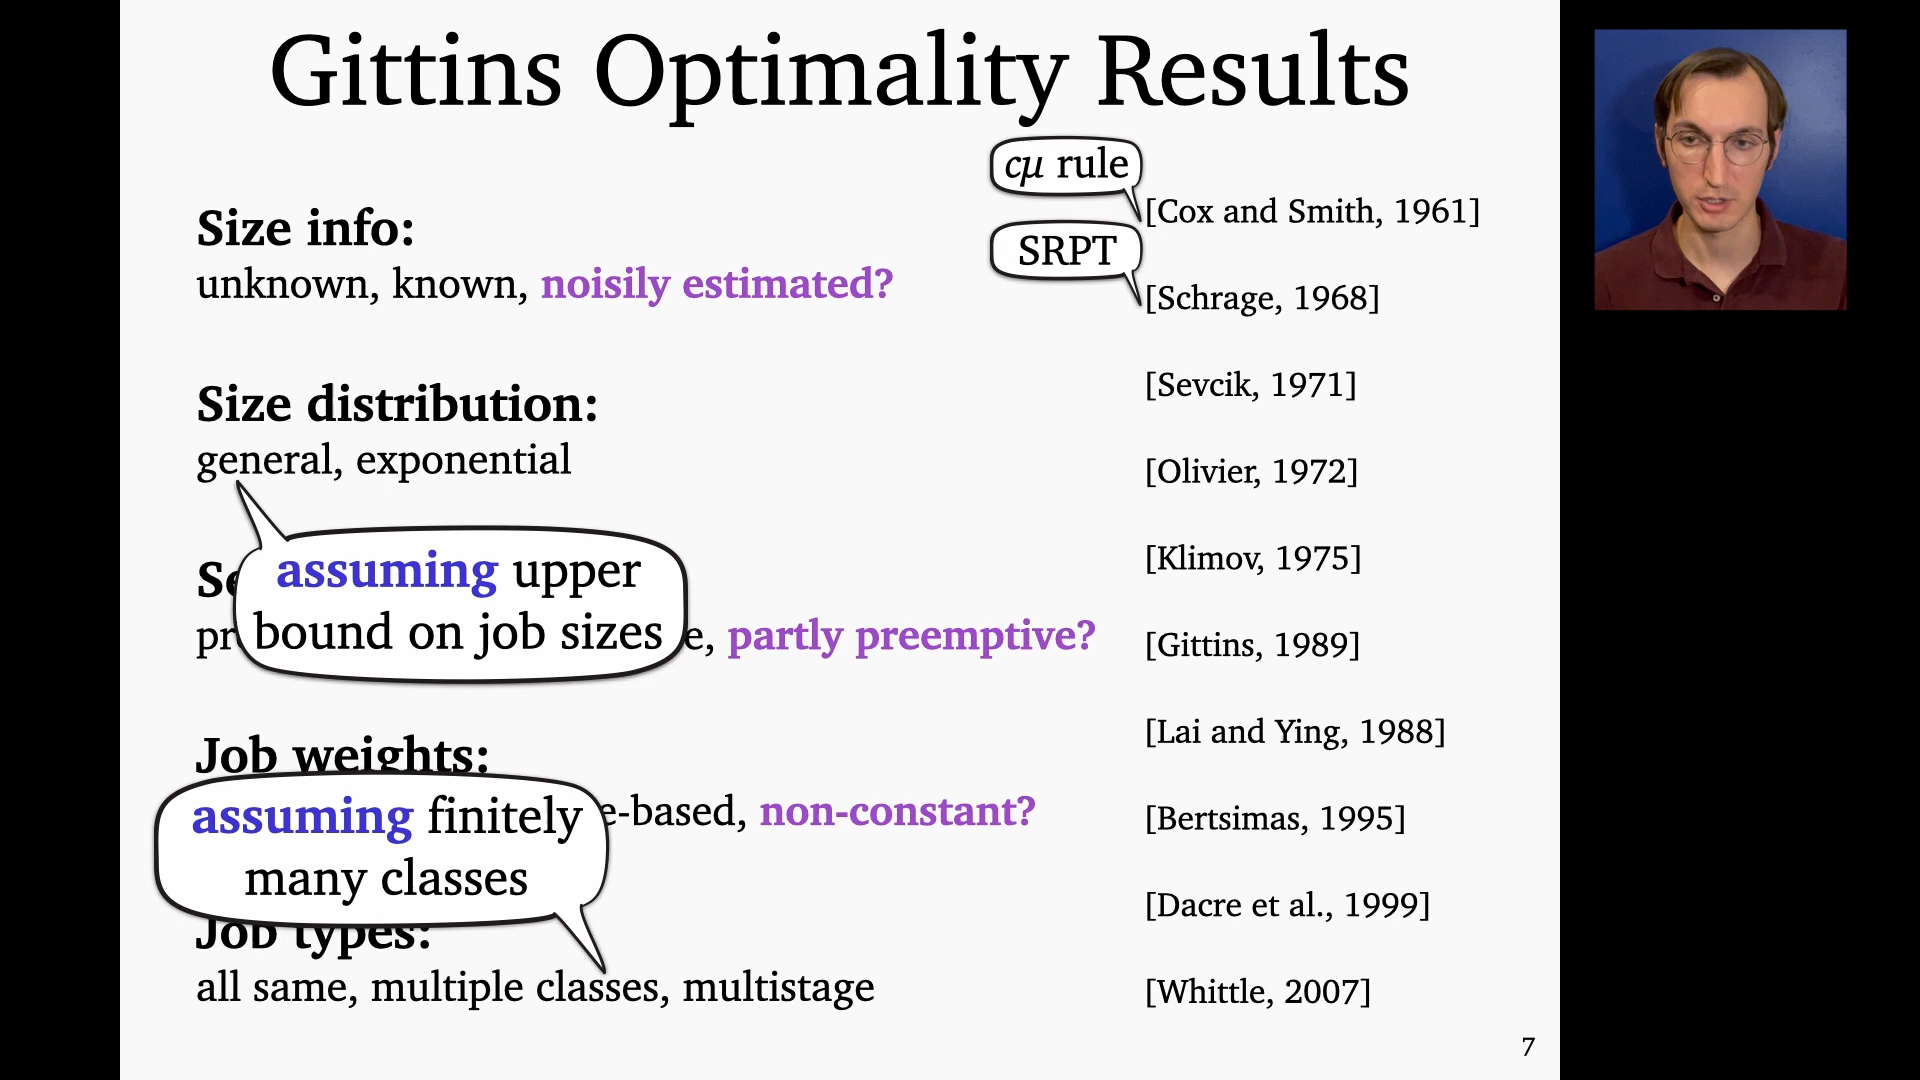 Gittins Optimality Results
cμ rule
[Cox and Smith, 1961]
Size info:
SRPT
unknown, known, noisily estimated?
[Schrage, 1968]
[Sevcik, 1971]
Size distribution:
general, exponential
[Olivier, 1972]
assuming upper
bound on job sizes
[Klimov, 1975]
partly preemptive?
[Gittins, 1989]
Job weights:
[Lai and Ying, 1988]
assuming finitely
many classes
e-based, non-constant?
[Bertsimas, 1995]
Job types:
[Dacre et al., 1999]
all same, multiple classes, multistage
[Whittle, 2007]
7